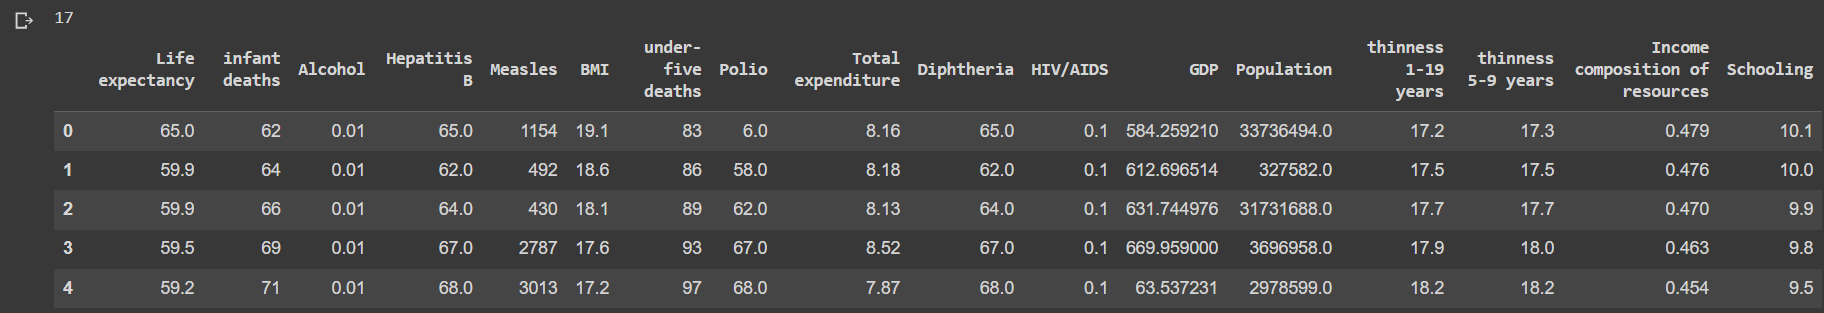 17
Life expectancy infant deaths Alcohol Hepatitis B Measles BMI under-five deaths Polio Total expenditure Diphtheria HIV/AIDS GDP Population thinness 1-19 years thinness 5-9 years Income composition of resources Schooling
0 65.0 62 0.01 65.0 1154 19.1 83 6.0 8.16 65.0 0.1 584.259210 33736494.0 17.2 17.3 0.479 10.1
1 59.9 64 0.01 62.0 492 18.6 86 58.0 8.18 62.0 0.1 612.696514 327582.0 17.5 17.5 0.476 10.0
2 59.9 66 0.01 64.0 430 18.1 89 62.0 8.13 64.0 0.1 631.744976 31731688.0 17.7 17.7 0.470 9.9
3 59.5 69 0.01 67.0 2787 17.6 93 67.0 8.52 67.0 0.1 669.959000 3696958.0 17.9 18.0 0.463 9.8
4 59.2 71 0.01 68.0 3013 17.2 97 68.0 7.87 68.0 0.1 63.537231 2978599.0 18.2 18.2 0.454 9.5